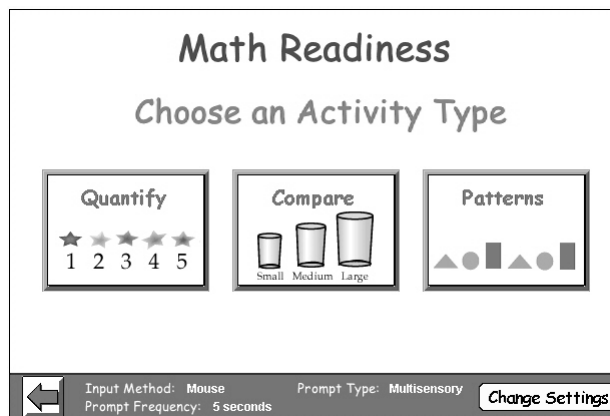 Math Readiness
Choose an Activity Type
Quantify
1 2 3 4 5
Compare
Small Medium Large
Patterns
Input Method: Mouse Prompt Type: Multisensory
Prompt Frequency: 5 seconds
Change Settings